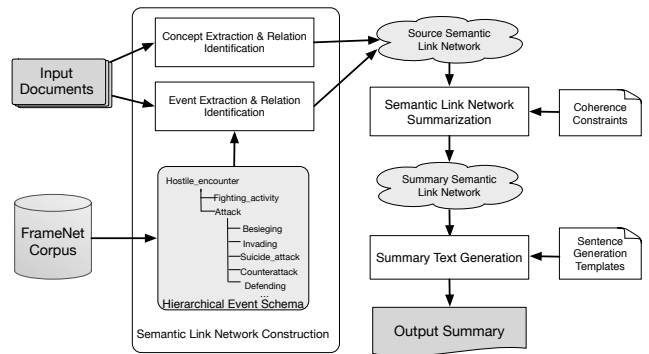 Concept Extraction & Relation
Identification
Source Semantic
Link Network
Input
Documents
Event Extraction & Relation
Identification
Semantic Link Network
Summarization
Coherence
Constraints
Hostile_encounter
Fighting_activity
Attack
Besieging
Invading
Suicide_attack
Counterattack
Defending
...
Hierarchical Event Schema
Summary Semantic
Link Network
FrameNet
Corpus
Summary Text Generation
Sentence
Generation
Templates
Semantic Link Network Construction
Output Summary